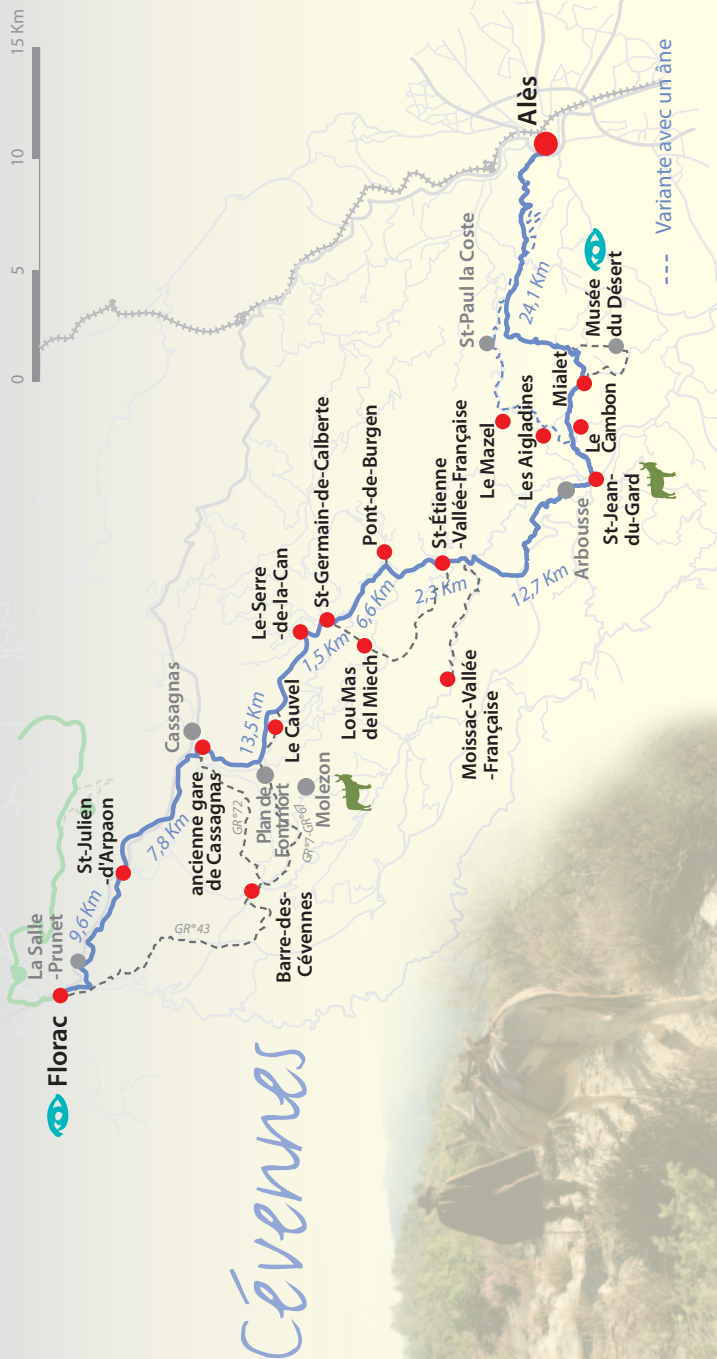 Cévennes
Florac
La Salle
-Prunet
9,6 Km
St-Julien
-d'Arpaon
7,8 Km
Cassagnas
ancienne gare
de Cassagnas
GR®43
GR®72
GR®7-GR®67
Barre-des-
Cévennes
Plan de
Fontmort
Molezon
13,5 Km
Le Cauvel
Le-Serre
-de-la-Can
1,5 Km
St-Germain-de-Calberte
Lou Mas
del Miech
6,6 Km
Pont-de-Burgen
2,3 Km
St-Étienne
-Vallée-Française
Moissac-Vallée
-Française
12,7 Km
Arbousse
St-Jean-
du-Gard
Le Mazel
Les Aigladines
Le
Cambon
Mialet
St-Paul la Coste
Musée
du Désert
24,1 Km
Alès
0
5
10
15 Km
Variante avec un âne